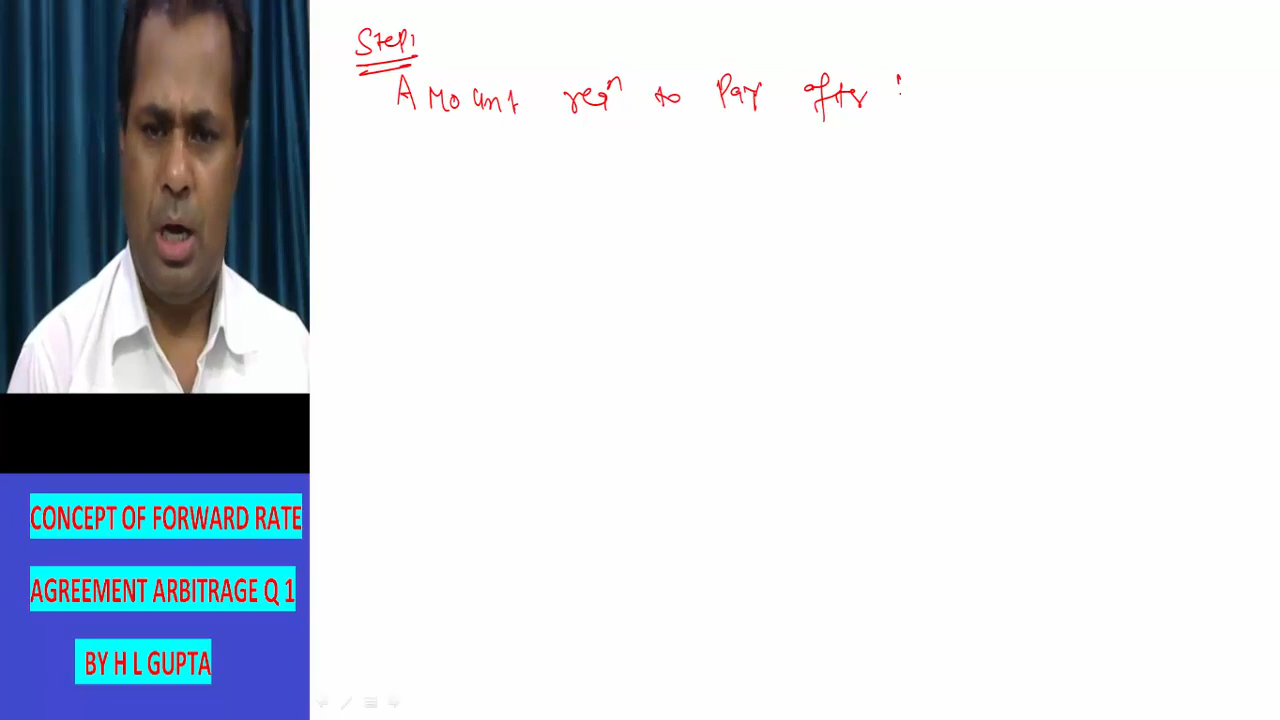 Step1
Amount reqn to Pay after
CONCEPT OF FORWARD RATE
AGREEMENT ARBITRAGE Q 1
BY H L GUPTA